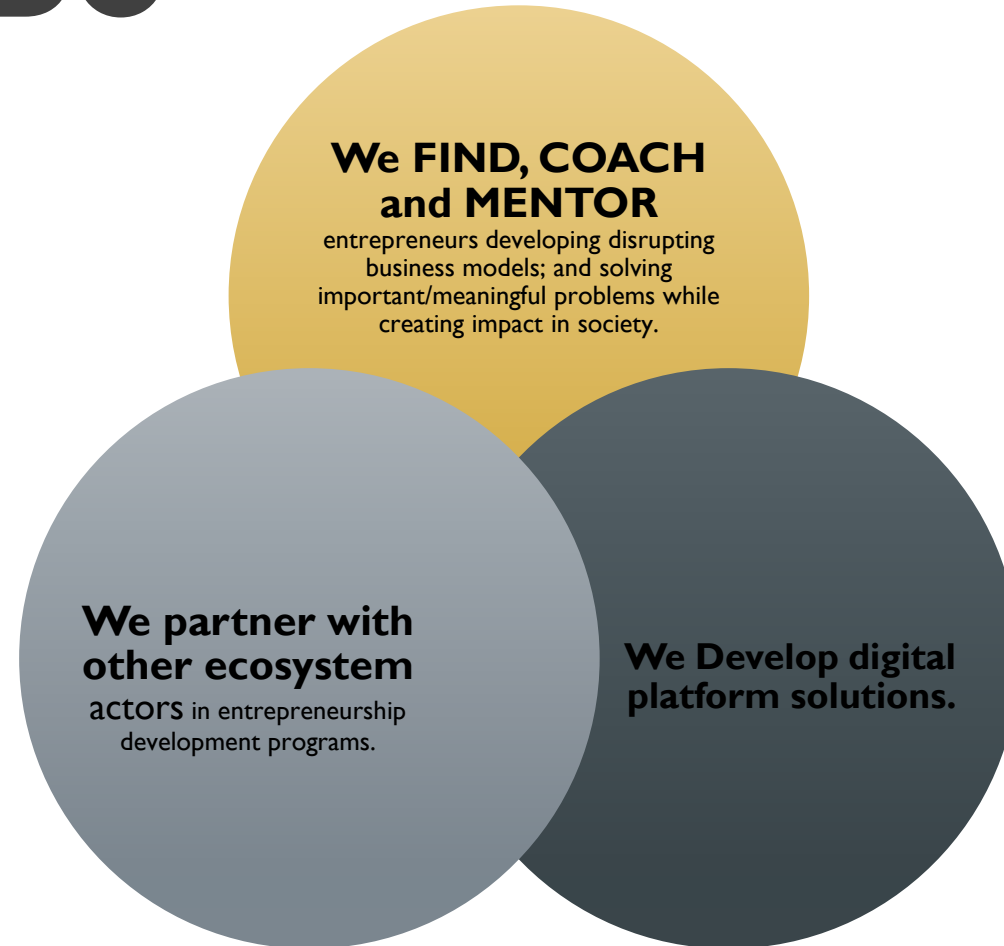 We FIND, COACH
and MENTOR
entrepreneurs developing disrupting
business models; and solving
important/meaningful problems while
creating impact in society.
We partner with
other ecosystem
actors in entrepreneurship
development programs.
We Develop digital
platform solutions.